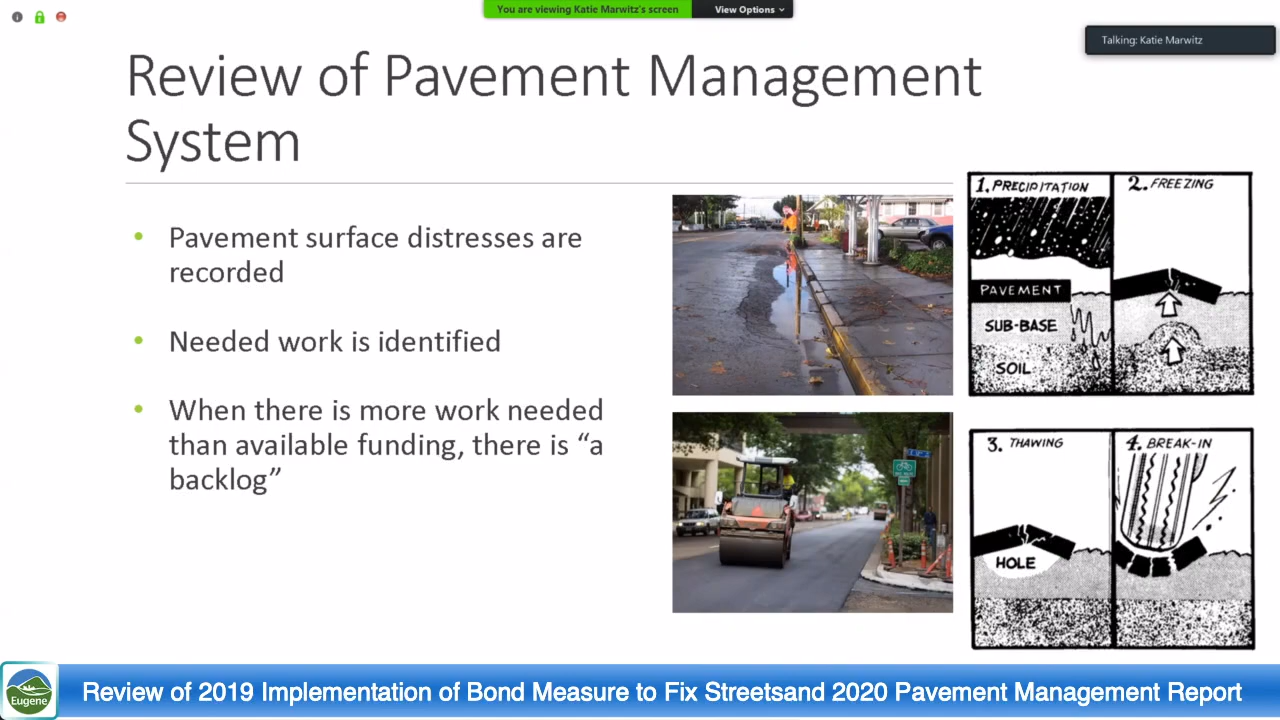 You are viewing Katie Marwitz's screen
View Options
Talking: Katie Marwitz
Review of Pavement Management
System
Pavement surface distresses are
recorded
Needed work is identified
When there is more work needed
than available funding, there is “a
backlog”
1. PRECIPITATION
PAVEMENT
SUB-BASE
SOIL
2. FREEZING
3. THAWING
HOLE
4. BREAK-IN
Eugene
Review of 2019 Implementation of Bond Measure to Fix Streetsand 2020 Pavement Management Report